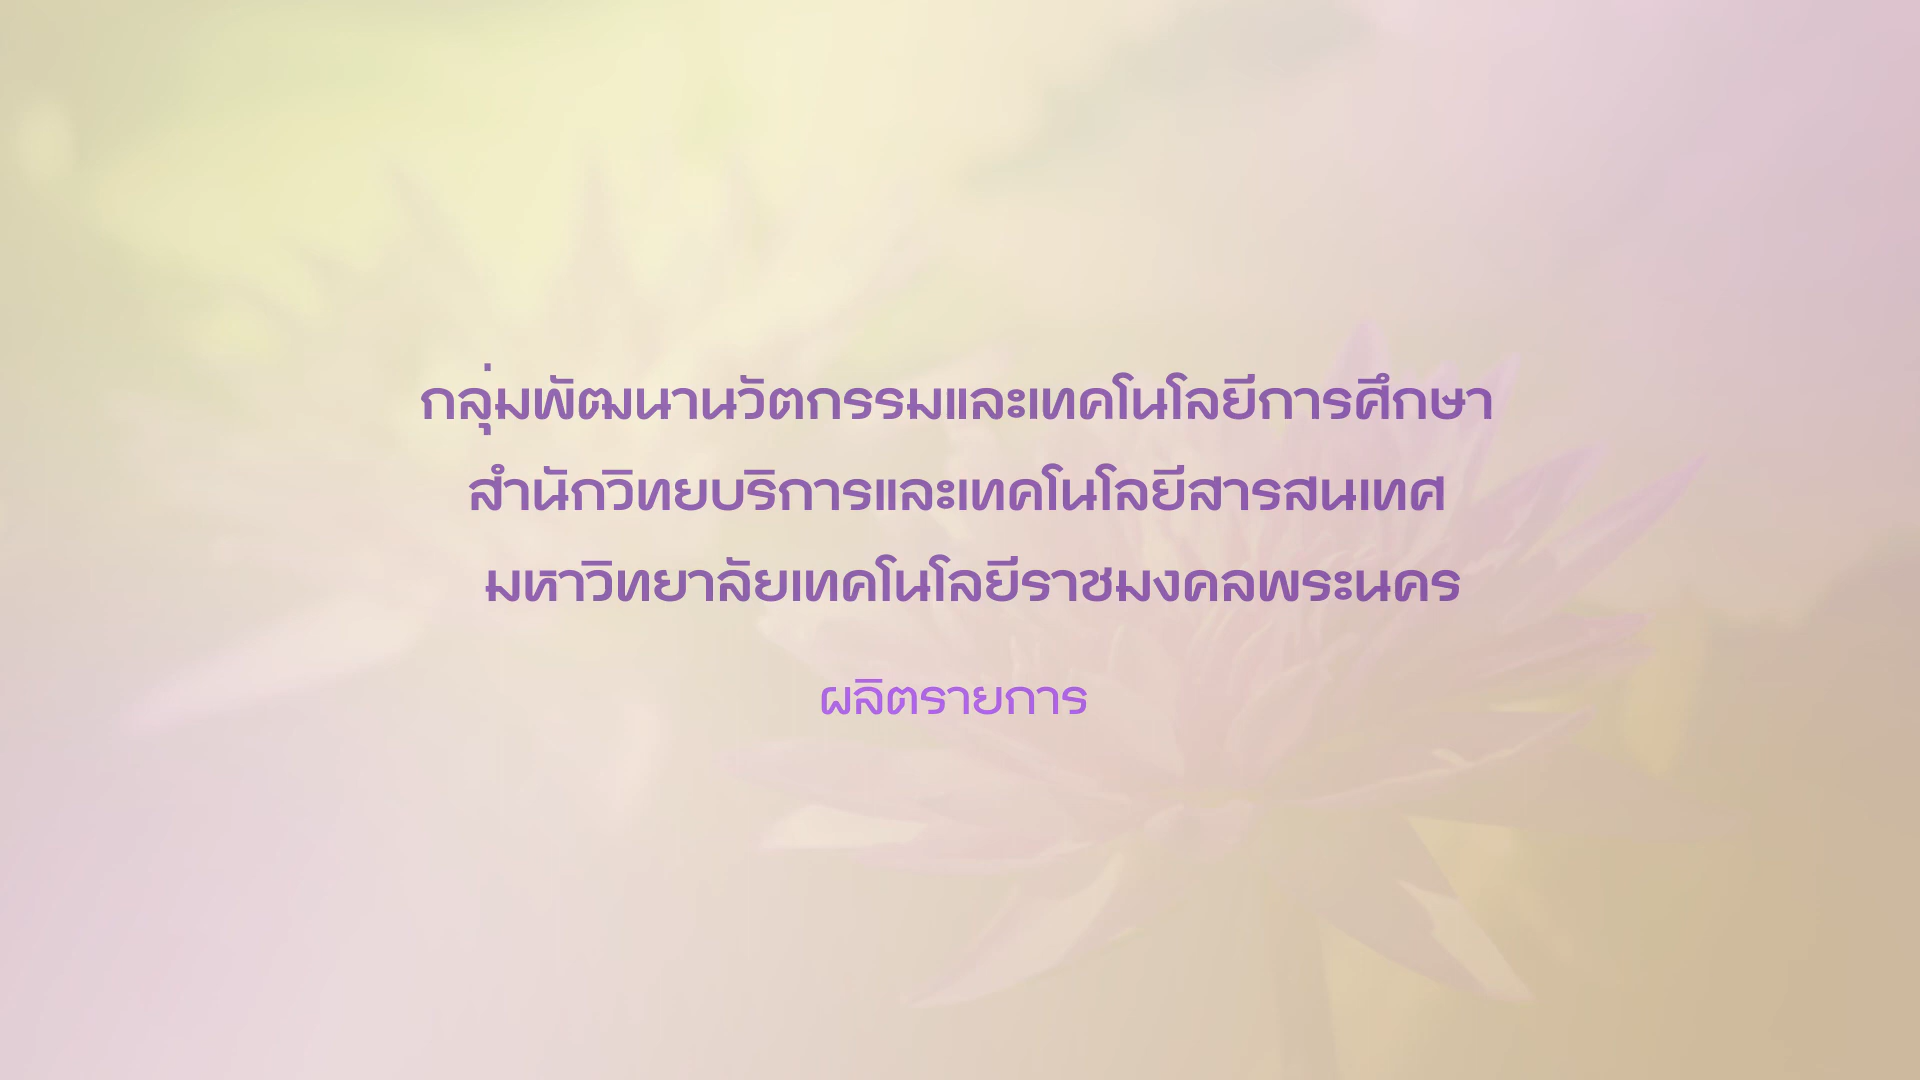 กลุ่มพัฒนานวัตกรรมและเทคโนโลยีการศึกษา
สำนักวิทยบริการและเทคโนโลยีสารสนเทศ
มหาวิทยาลัยเทคโนโลยีราชมงคลพระนคร
ผลิตรายการ